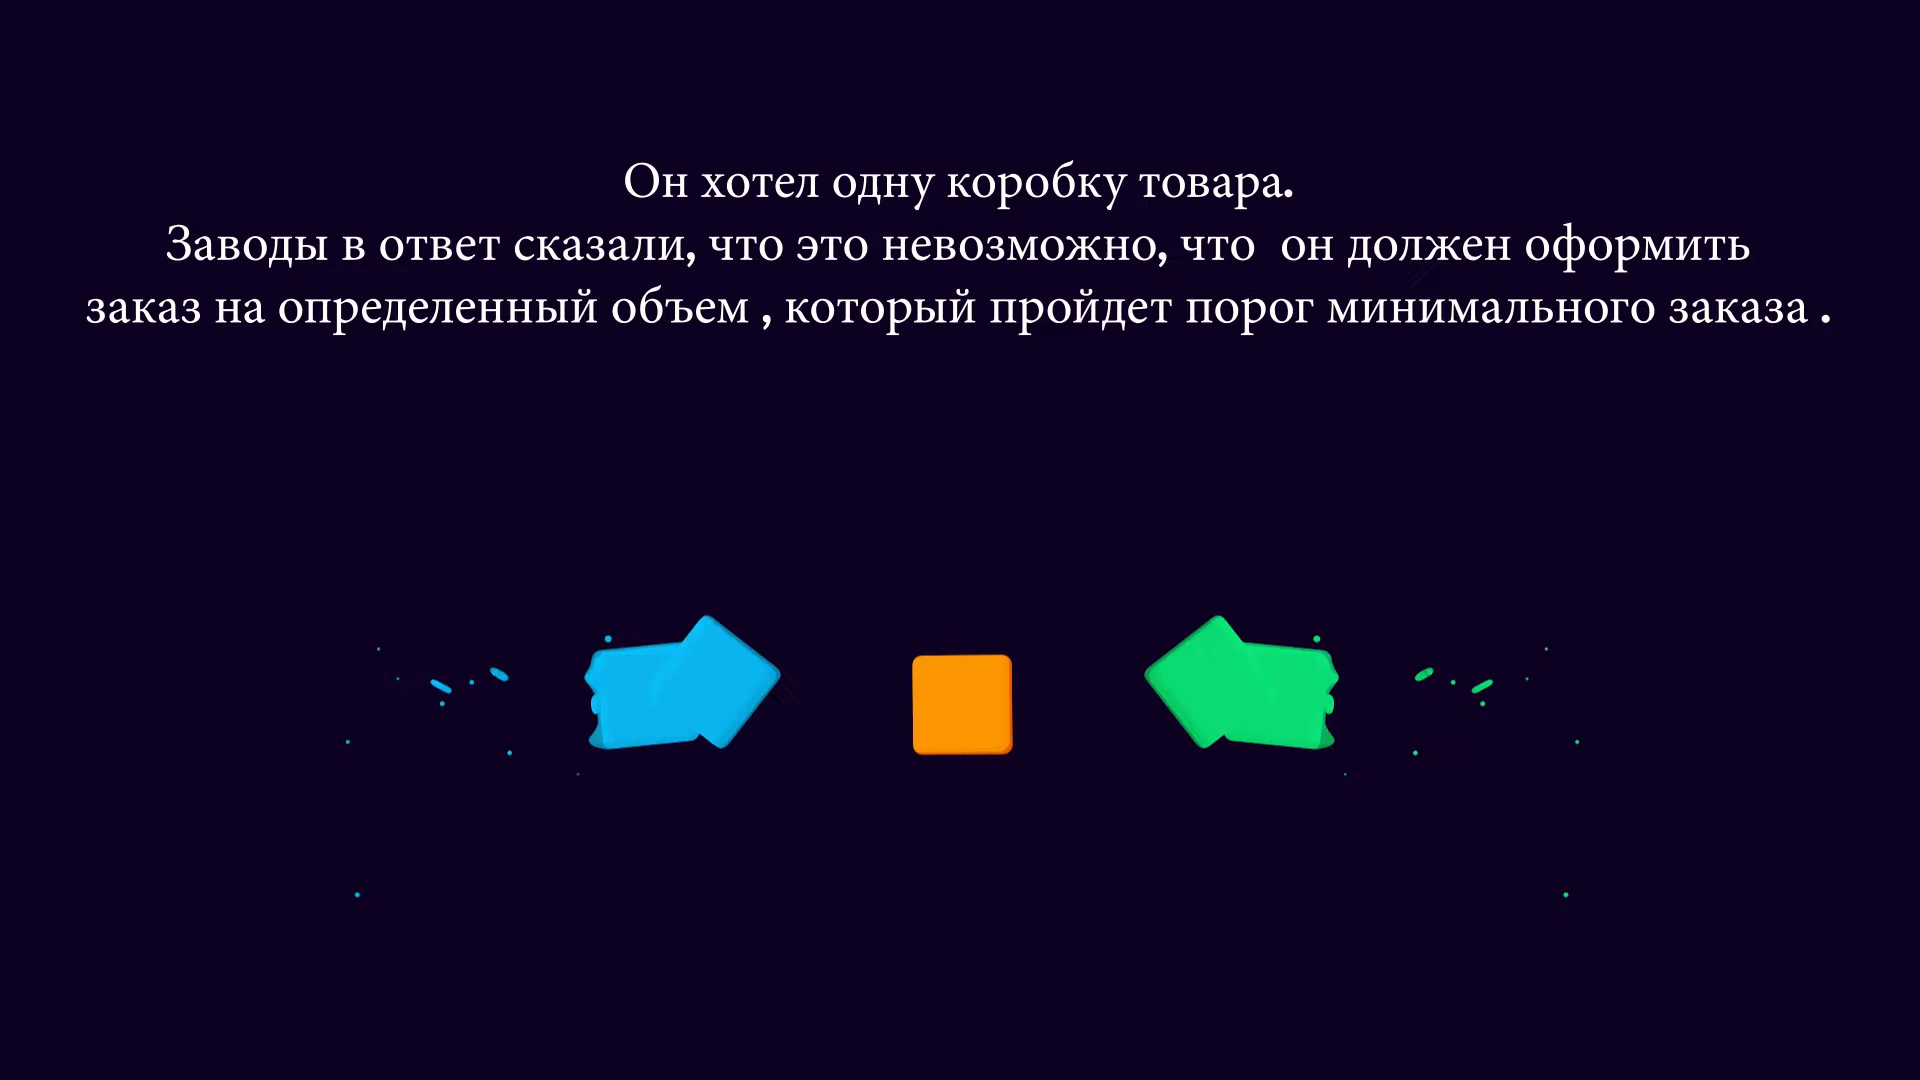 Он хотел одну коробку товара.
Заводы в ответ сказали, что это невозможно, что  он должен оформить
заказ на определенный объем , который пройдет порог минимального заказа .